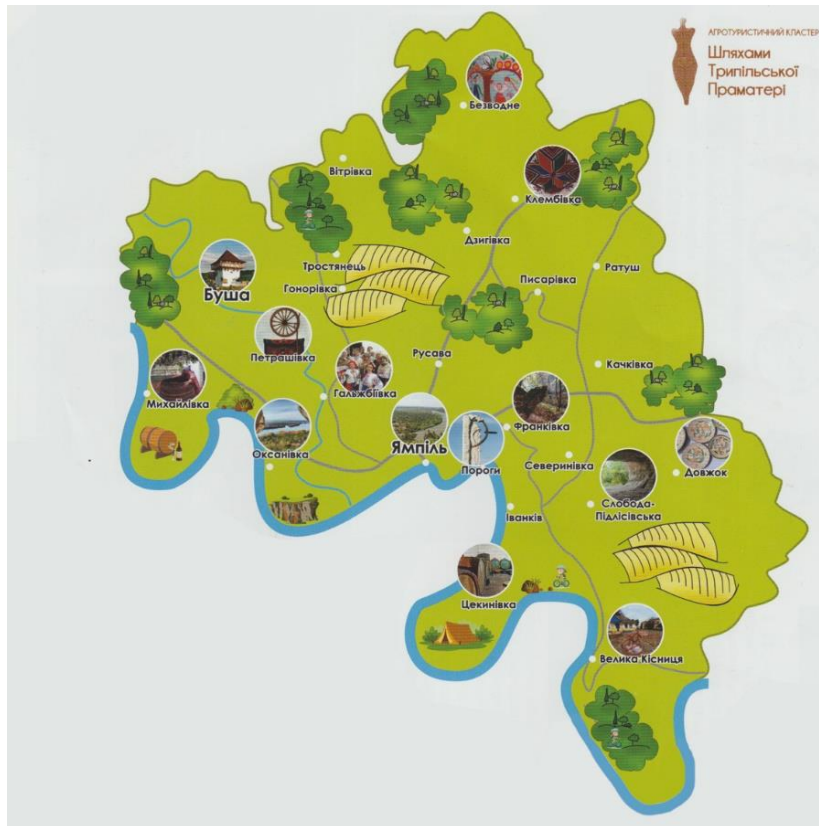 АГРОТУРИСТИЧНИЙ КЛАСТЕР
Шляхами
Трипільської
Праматері
Безводне
Вітрівка
Клембівка
Дзигівка
Тростянець
Ратуш
Писарівка
Гонорівка
Буша
Петрашівка
Русава
Качківка
Гальжбіївка
Михайлівка
Франківка
Ямпіль
Оксанівка
Пороги
Северинівка
Довжок
Слобода-
Підлісівська
Іванків
Цекинівка
Велика Кісниця